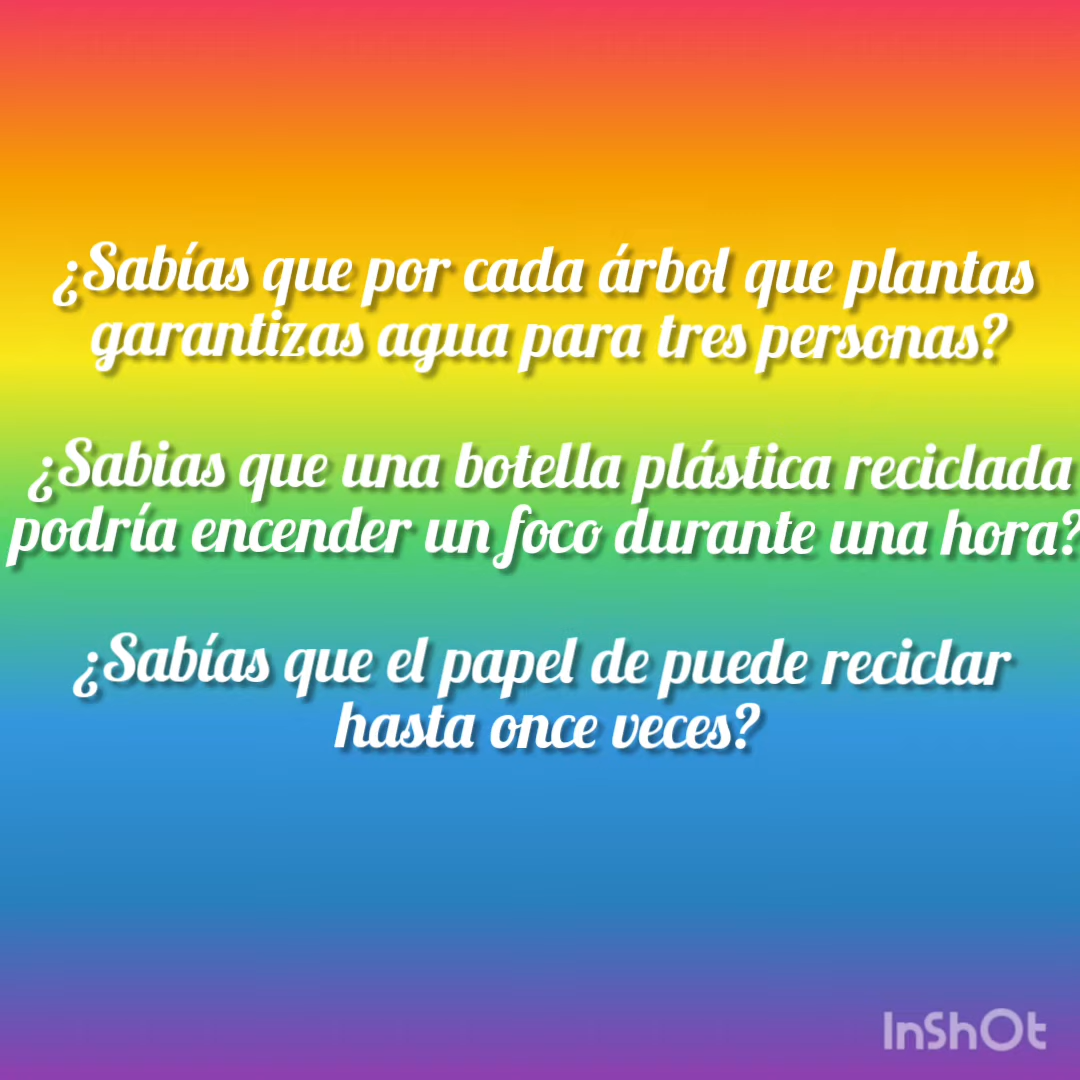 ¿Sabías que por cada árbol que plantas
garantizas agua para tres personas?
¿Sabias que una botella plástica reciclada
podría encender un foco durante una hora?
¿Sabías que el papel de puede reciclar
hasta once veces?
InShOt